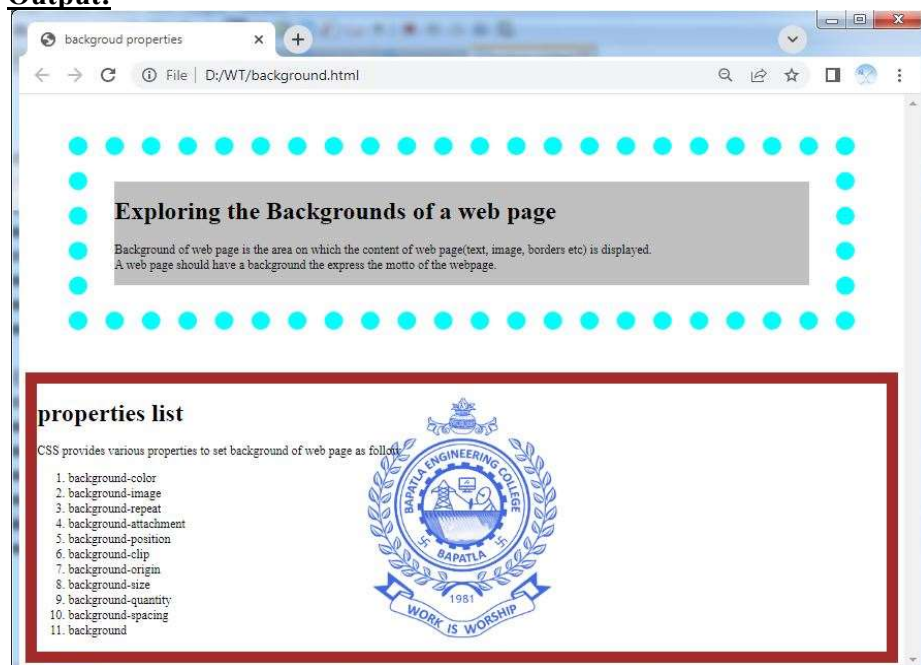 Output:
backgroud properties
File | D:/WT/background.html
Exploring the Backgrounds of a web page
Background of web page is the area on which the content of web page(text, image, borders etc) is displayed.
A web page should have a background the express the motto of the webpage.
properties list
CSS provides various properties to set background of web page as follow
1. background-color
2. background-image
3. background-repeat
4. background-attachment
5. background-position
6. background-clip
7. background-origin
8. background-size
9. background-quantity
10. background-spacing
11. background
BAPATLA ENGINEERING COLLEGE
BAPATLA
1981
WORK IS WORSHIP